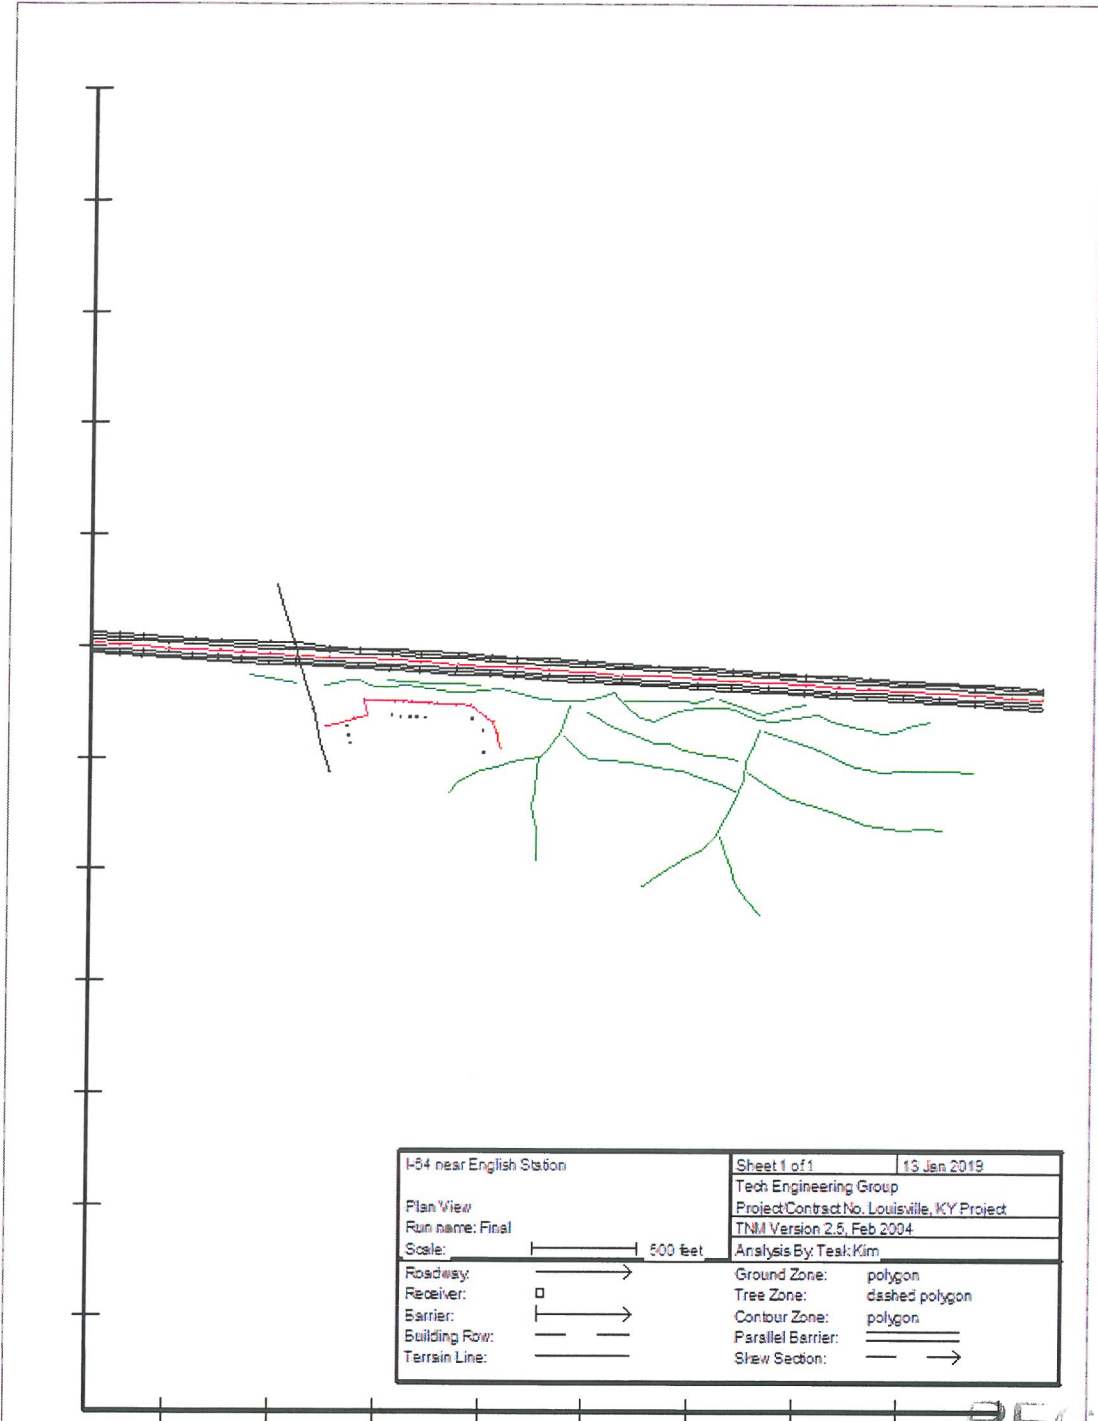 I-64 near English Station
Sheet 1 of 1
13 Jan 2019
Tech Engineering Group
Plan View
Project/Contract No. Louisville, KY Project
Run name: Final
TNM Version 2.5, Feb 2004
Scale:
500 feet
Analysis By: Teak Kim
Roadway:
Receiver:
Barrier:
Building Row:
Terrain Line:
Ground Zone: polygon
Tree Zone: dashed polygon
Contour Zone: polygon
Parallel Barrier:
Skew Section: